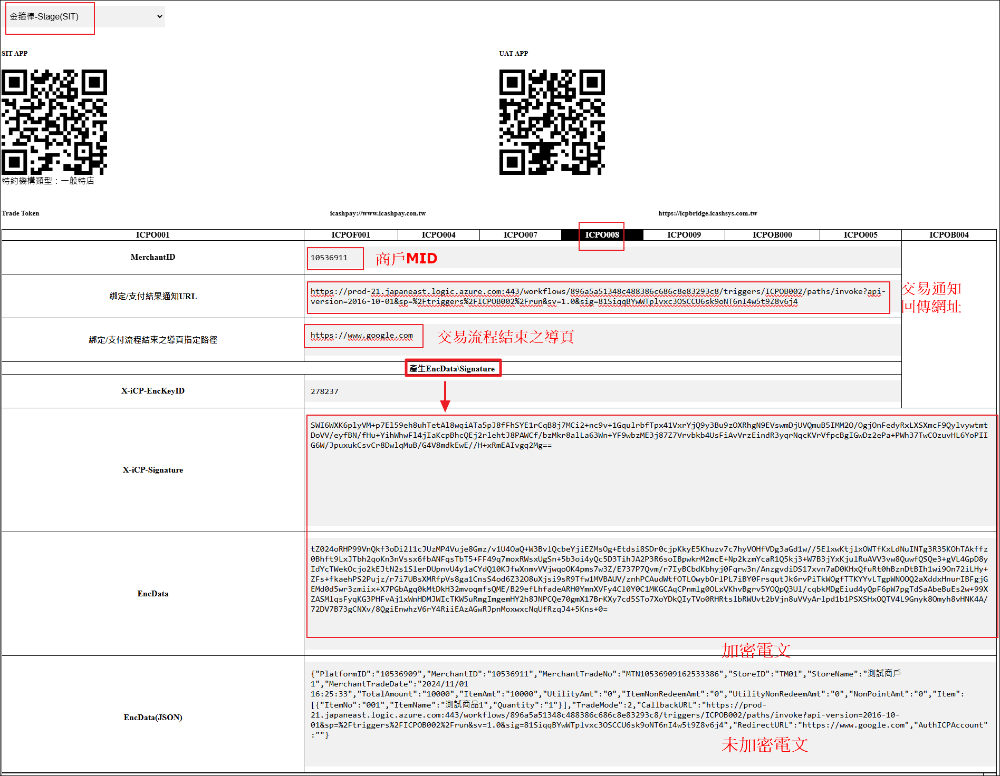 金箍棒-Stage(SIT)
SIT APP
UAT APP
特約機構類型：一般特店
Trade Token
icashpay://www.icashpay.con.tw
https://icpbridge.icashsys.com.tw
ICPO001 ICPOF001 ICPO004 ICPO007 ICPO008 ICPO009 ICPOB000 ICPO005 ICPOB004
MerchantID
10536911
商戶MID
綁定/支付結果通知URL
https://prod-21.japaneast.logic.azure.com:443/workflows/896a5a51348c488386c686c8e83293c8/triggers/ICPOB002/paths/invoke?api-
version=2016-10-01&sp=%2Ftriggers%2FICPOB002%2Frun&sv=1.0&sig=81SiqqBYwWTplvxc3OSCCU6sk9oNT6nI4w5t9Z8v6j4
交易通知
回傳網址
綁定/支付流程結束之導頁指定路徑
https://www.google.com
交易流程結束之導頁
產生EncData\Signature
X-iCP-EncKeyID
278237
X-iCP-Signature
SWI6WXK6plyVM+p7El59eh8uhTetAl8wqiATa5pJ8fFhSYE1rCqB8j7MCi2+nc9v+1GqulrbfTpx41VxrYjQ9y3Bu9zOXRhgN9EVswmDjUVQmuB5IMM2O/OgjOnFedyRxLXSXmcF9Qylvywtmt
DoVV/eyfBN/fHu+YihWhwFl4jIaKcpBhcQEj2rlehtJ8PAWCf/bzMkr8alLa63Wn+YF9wbzME3j87Z7Vrvbkb4UsFiAvVrzEindR3yqrNqcKVrVfpcBgIGwDz2ePa+PWh37TwCOzuvHL6YoPII
G6W/JpuxukCsvCr8DwlqMuB/G4V8mdkEwE//H+xRmEAIvgq2Mg==
EncData
tZ024oRHP99VnQkf3oDi2l1cJUzMP4Vuje8Gmz/v1U4OaQ+W3BvlQcbeYjiEZMsOg+Etdsi8SDr0cjpKkyE5Khuzv7c7hyVOHfVDg3aGd1w//5ElxwKtjlxOWTfKxLdNuINTg3R35KOhTAkffz
0Bhft9LxJTbh2qoKn3nVssx6fbANFqsTbT5+FF49q7moxRWsxUgSn+5b3oi4yQc5D3TihJA2P3R6soIBpwkrM2mcE+Np2kzmYcaR1Q5kj3+W7B3jYxKjulRuAVV3vw8QuwfQSQe3+gVL4GpD8y
IdYcTWekOcjo2kEJtN2s1SlerDUpnvU4y1aCYdQ10KJfwXnmvVVjwqoOK4pms7w3Z/E737P7Qvm/r7IyBCbdKbhyj0Fqrw3n/AnzgvdiDS17xvn7aD0KHxQfuRt0hBznDtBIh1wi9On72iLHy+
ZFs+fkaehPS2Pujz/r7i7UBsXMRfpVs8ga1CnsS4od6Z32O8uXjsi9sR9Tfw1MVBAUV/znhPCAudWtfOTLOwybOrlPL7iBY0FrsqutJk6rvPiTkWOgfTTKYYvLTgpWNOOQ2aXddxHnurIBFgjG
EMd0d5wr3zmiix+X7PGbAgq0kMtDkH32mvoqmfsQME/B29efLhfadeARH0YmnXVFy4Cl0Y0C1MKGCAqCPnmlg0OLxVKhvBgrv5YOQpQ3Ul/cqbkMDgEiud4yQpF6pW7pgTdSaAbeBuEs2w+99X
ZASMlqsFyqKG3PHFvAj1xWnHDMJWIcTKW5uRmgImgemHY2h8JNPCQe70gmX17BrKXy7cd5STo7XoYDkQIyTVo0RHRtslbRWUvt2bVjn8uVVyArlpd1b1PSXSHxOQTV4L9Gnyk8Omyh8vHNK4A/
72DV7B73gCNXv/8QgiEnwhzV6rY4RiiEAzAGwRJpnMoxwxcNqUfRzqJ4+5Kns+0=
加密電文
EncData(JSON)
{"PlatformID":"10536909","MerchantID":"10536911","MerchantTradeNo":"MTN10536909162533386","StoreID":"TM01","StoreName":"測試商戶
1","MerchantTradeDate":"2024/11/01
16:25:33","TotalAmount":"10000","ItemAmt":"10000","UtilityAmt":"0","ItemNonRedeemAmt":"0","UtilityNonRedeemAmt":"0","NonPointAmt":"0","Item":
[{"ItemNo":"001","ItemName":"測試商品1","Quantity":"1"}],"TradeMode":2,"CallbackURL":"https://prod-
21.japaneast.logic.azure.com:443/workflows/896a5a51348c488386c686c8e83293c8/triggers/ICPOB002/paths/invoke?api-version=2016-10-
01&sp=%2Ftriggers%2FICPOB002%2Frun&sv=1.0&sig=81SiqqBYwWTplvxc3OSCCU6sk9oNT6nI4w5t9Z8v6j4","RedirectURL":"https://www.google.com","AuthICPAccount"
:""}
未加密電文